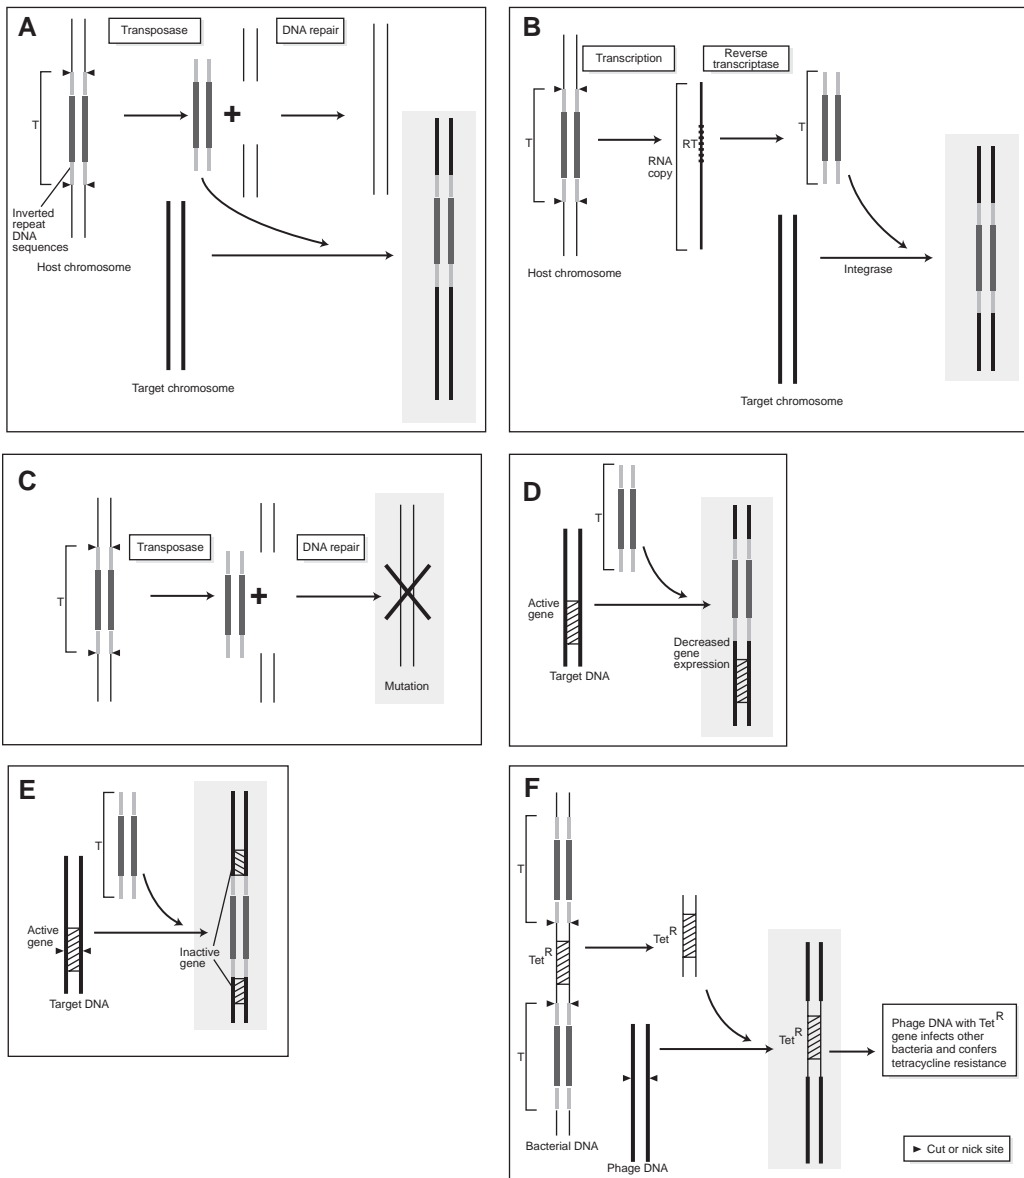 A
Transposase
DNA repair
T
+
Inverted
repeat
DNA
sequences
Host chromosome
Target chromosome
B
Transcription
Reverse
transcriptase
T
RNA
copy
RT
T
Host chromosome
Integrase
Target chromosome
C
Transposase
DNA repair
T
+
Mutation
D
T
Active
gene
Target DNA
Decreased
gene
expression
E
T
Active
gene
Target DNA
Inactive
gene
F
T
Tet^R
Tet^R
T
Bacterial DNA
Phage DNA
Tet^R
Phage DNA with Tet^R
gene infects other
bacteria and confers
tetracycline resistance
► Cut or nick site